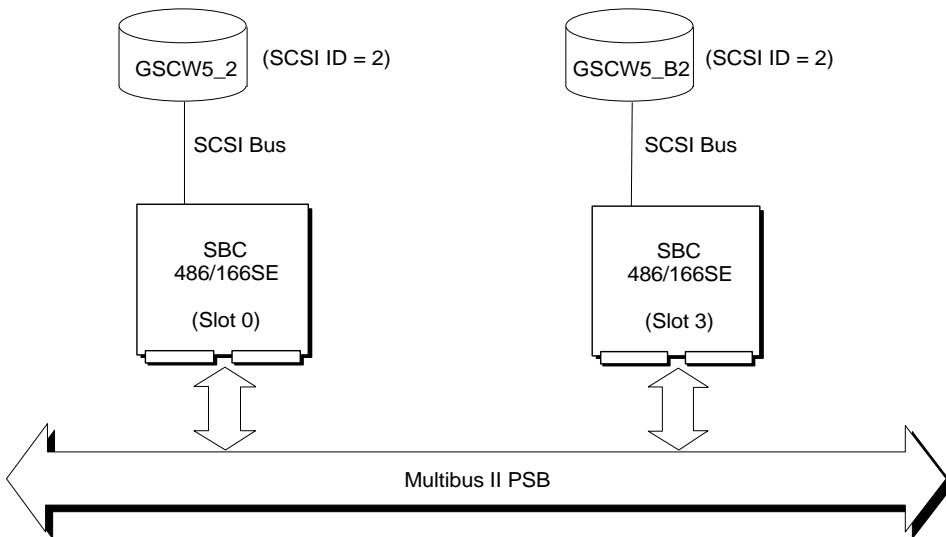 GSCW5_2
(SCSI ID = 2)
GSCW5_B2
(SCSI ID = 2)
SCSI Bus
SCSI Bus
SBC
486/166SE
(Slot 0)
SBC
486/166SE
(Slot 3)
Multibus II PSB